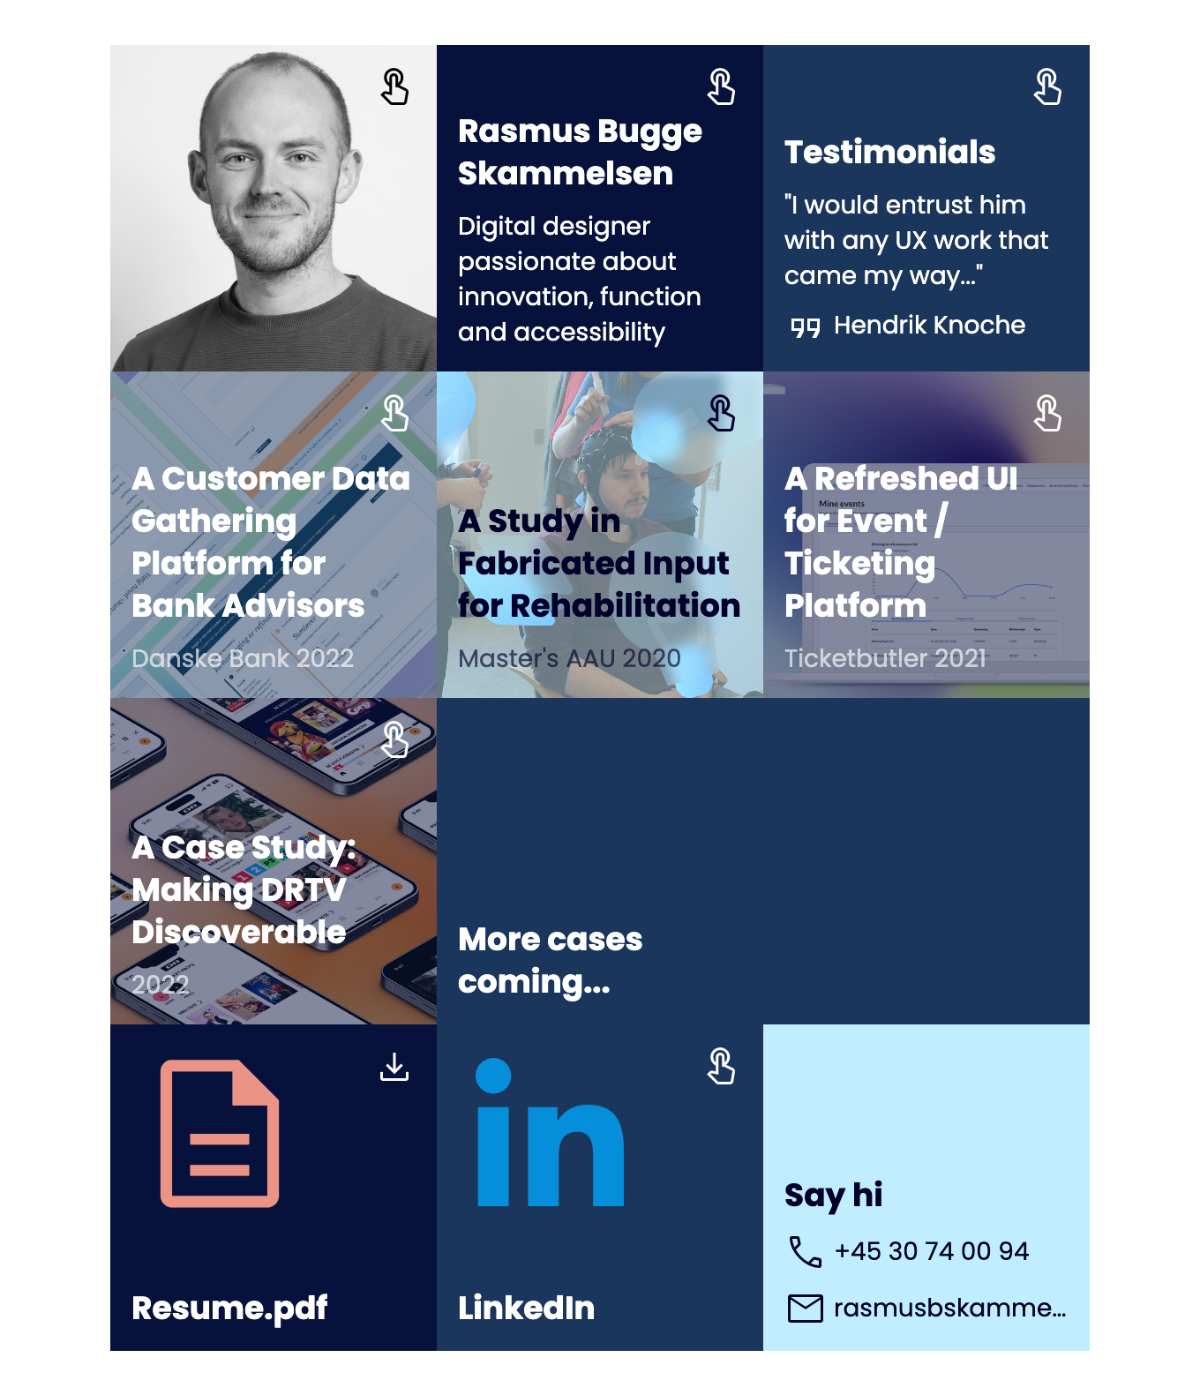 Rasmus Bugge
Skammelsen
Digital designer
passionate about
innovation, function
and accessibility
Testimonials
"I would entrust him
with any UX work that
came my way..."
Hendrik Knoche
A Customer Data
Gathering
Platform for
Bank Advisors
Danske Bank 2022
A Study in
Fabricated Input
for Rehabilitation
Master's AAU 2020
Mine events
A Refreshed UI
for Event /
Ticketing
Platform
Ticketbutler 2021
A Case Study:
Making DRTV
Discoverable
2022
More cases
coming...
Resume.pdf
in
LinkedIn
Say hi
+45 30 74 00 94
rasmusbskamme...